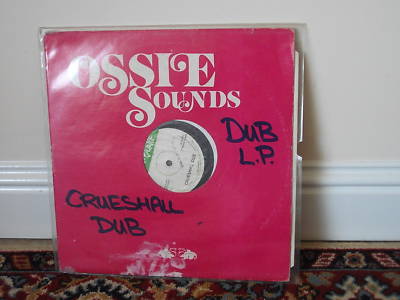 OSSIE
SOUNDS
DUB
L.P.
CRUESHALL
DUB